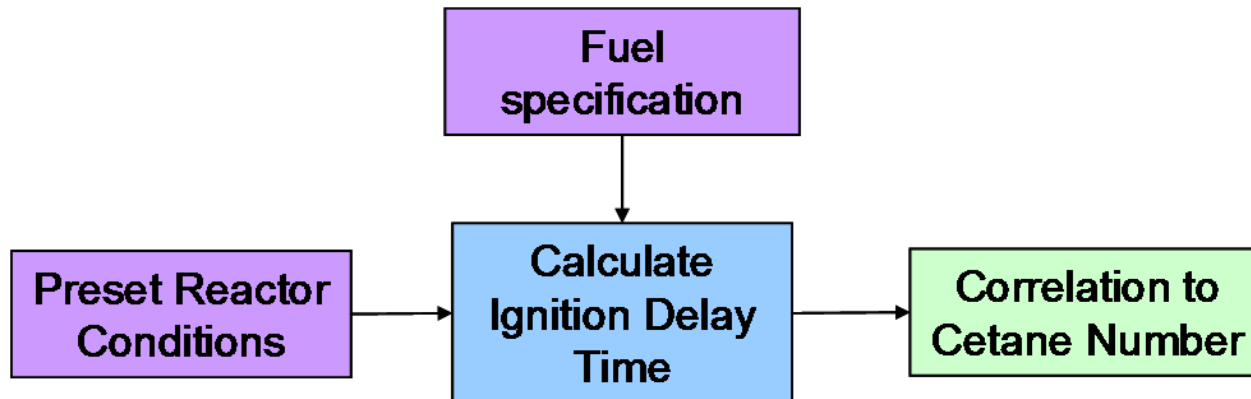 Fuel
specification
Preset Reactor
Conditions
Calculate
Ignition Delay
Time
Correlation to
Cetane Number